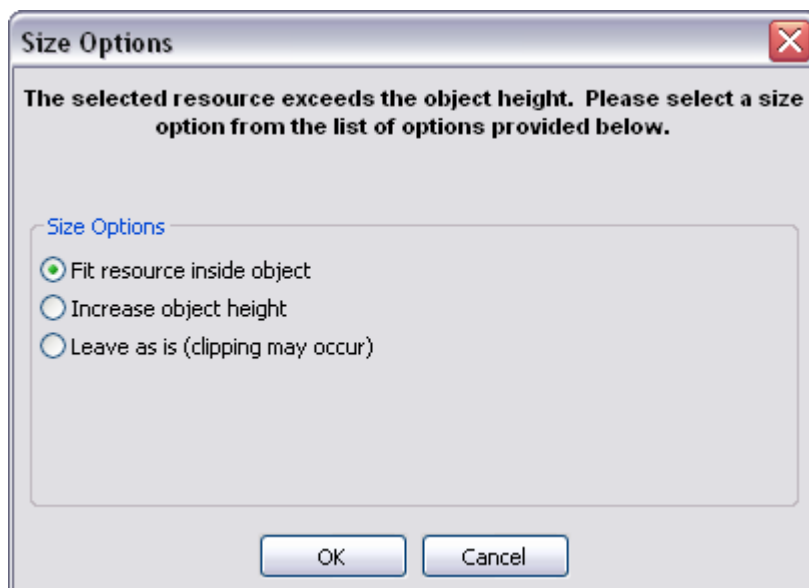 Size Options
The selected resource exceeds the object height.  Please select a size
option from the list of options provided below.
Size Options
Fit resource inside object
Increase object height
Leave as is (clipping may occur)
OK Cancel